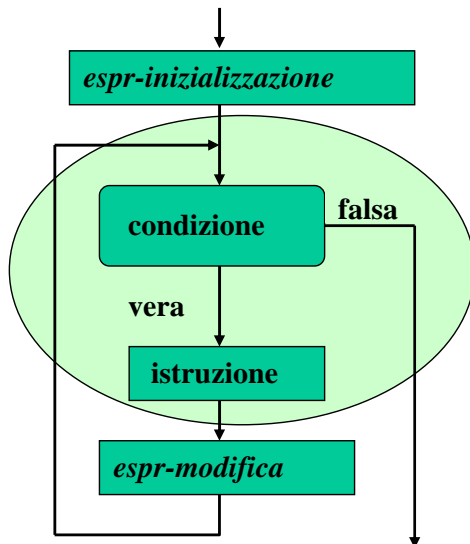 espr-inizializzazione
condizione
falsa
vera
istruzione
espr-modifica